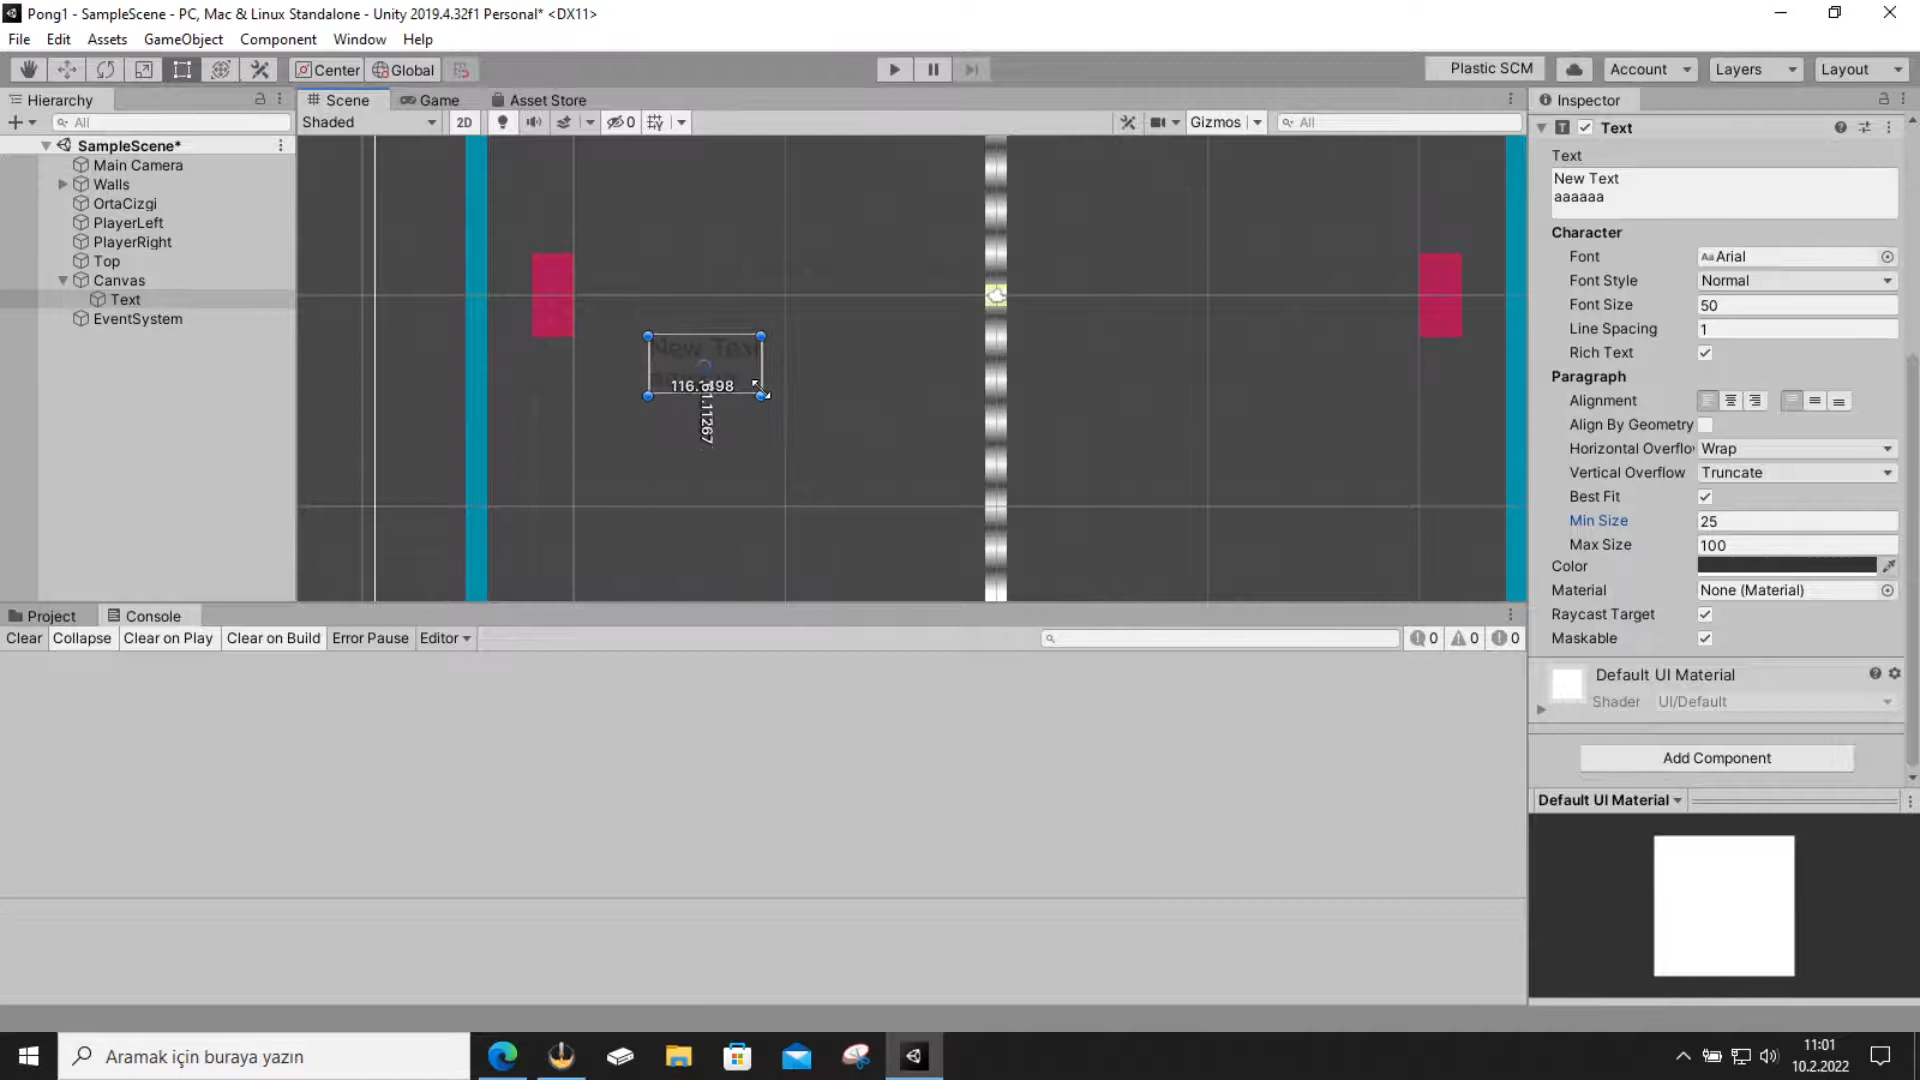 Pong1 - SampleScene - PC, Mac & Linux Standalone - Unity 2019.4.32f1 Personal* <DX11>
File Edit Assets GameObject Component Window Help
Center Global Plastic SCM Account Layers Layout
Hierarchy
All
SampleScene*
Main Camera
Walls
OrtaCizgi
PlayerLeft
PlayerRight
Top
Canvas
Text
EventSystem
Scene Game Asset Store
Shaded 2D 0 Gizmos All
New Text
Inspector
Text
Text
New Text
aaaaaa
Character
Font Arial
Font Style Normal
Font Size 50
Line Spacing 1
Rich Text
Paragraph
Alignment
Align By Geometry
Horizontal Overflo Wrap
Vertical Overflow Truncate
Best Fit
Min Size 25
Max Size 100
Color
Material None (Material)
Raycast Target
Maskable
Default UI Material
Shader UI/Default
Add Component
Default UI Material
Project Console
Clear Collapse Clear on Play Clear on Build Error Pause Editor 0 0 0
Aramak için buraya yazın
11:01
10.2.2022